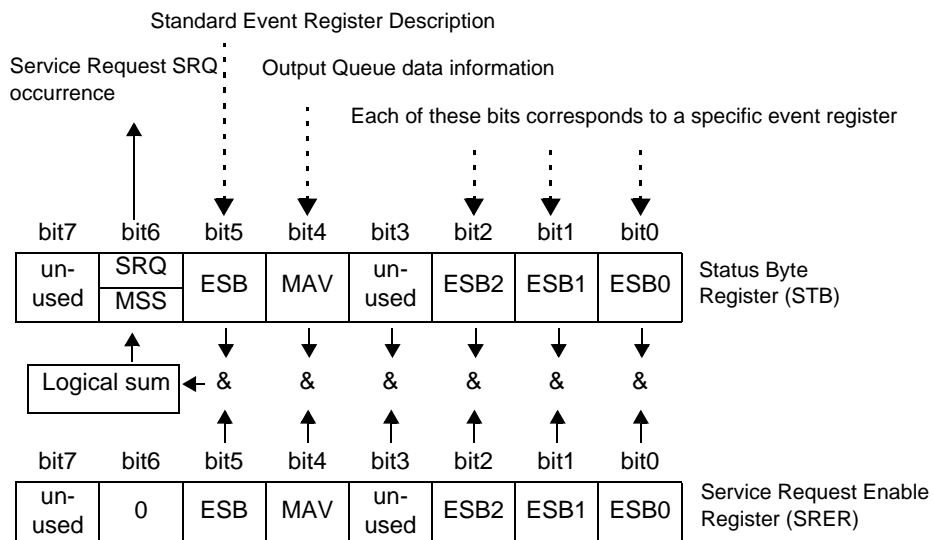 Standard Event Register Description
Service Request SRQ
occurrence
Output Queue data information
Each of these bits corresponds to a specific event register
bit7 bit6 bit5 bit4 bit3 bit2 bit1 bit0
un-
used
SRQ
MSS
ESB
MAV
un-
used
ESB2
ESB1
ESB0
Status Byte
Register (STB)
Logical sum
& & & & & &
bit7 bit6 bit5 bit4 bit3 bit2 bit1 bit0
un-
used
0
ESB
MAV
un-
used
ESB2
ESB1
ESB0
Service Request Enable
Register (SRER)